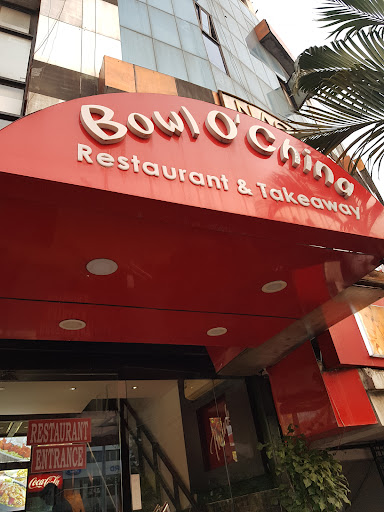 Bowl O' China
Restaurant & Takeaway
RESTAURANT
ENTRANCE
Coca-Cola